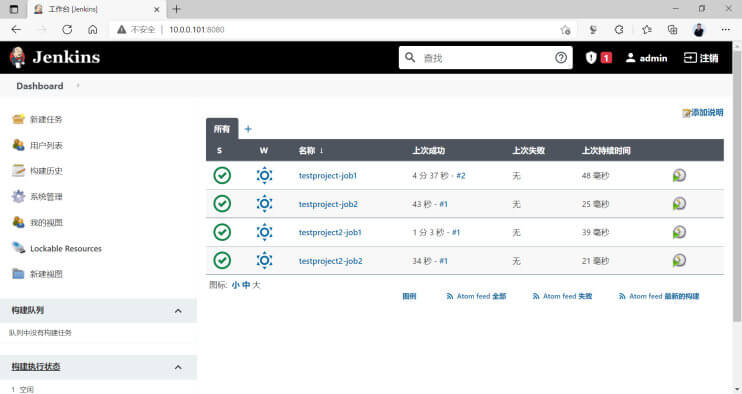 工作台 [Jenkins]
不安全 | 10.0.0.101:8080
Jenkins
查找
1
admin
注销
Dashboard
新建任务
用户列表
构建历史
系统管理
我的视图
Lockable Resources
新建视图
构建队列
队列中没有构建任务
构建执行状态
1 空闲
添加说明
所有 +
S W 名称 ↓ 上次成功 上次失败 上次持续时间
testproject-job1 4 分 37 秒 - #2 无 48 毫秒
testproject-job2 43 秒 - #1 无 25 毫秒
testproject2-job1 1 分 3 秒 - #1 无 39 毫秒
testproject2-job2 34 秒 - #1 无 21 毫秒
图标: 小 中 大
图例 Atom feed 全部 Atom feed 失败 Atom feed 最新的构建